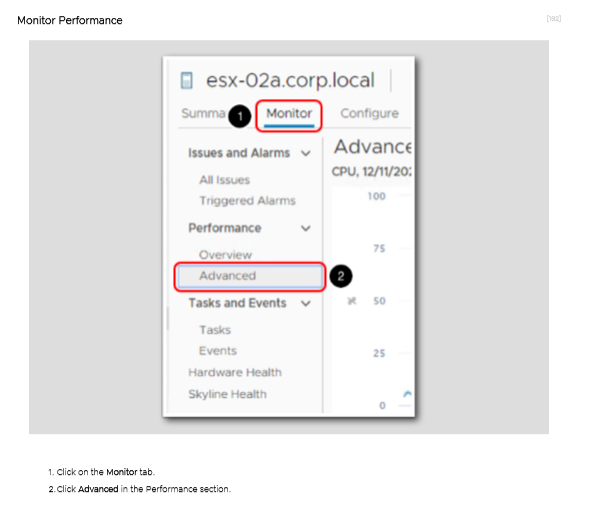 Monitor Performance
[182]
esx-02a.corp.local
Summa 1 Monitor Configure
Issues and Alarms
All Issues
Triggered Alarms
Performance
Overview
Advanced 2
Tasks and Events
Tasks
Events
Hardware Health
Skyline Health
Advance
CPU, 12/11/202
100
75
50
25
0
1. Click on the Monitor tab.
2. Click Advanced in the Performance section.